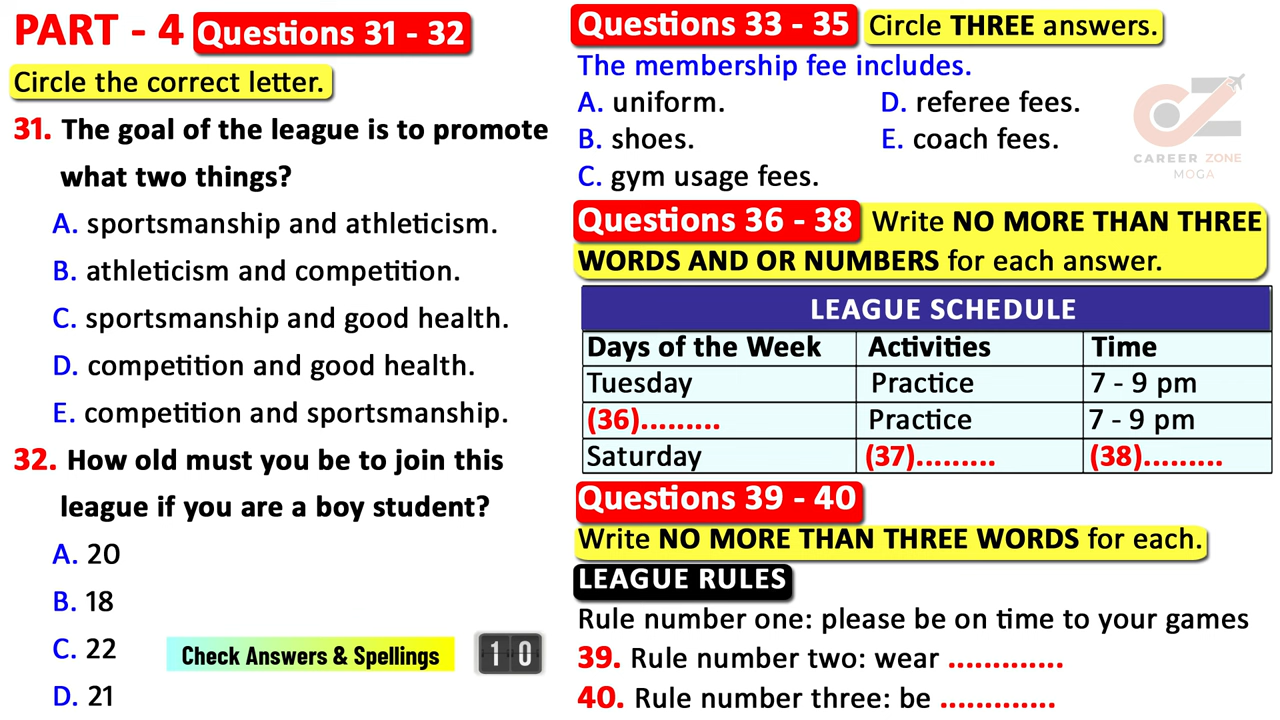 PART - 4 Questions 31 - 32
Circle the correct letter.
31. The goal of the league is to promote
what two things?
A. sportsmanship and athleticism.
B. athleticism and competition.
C. sportsmanship and good health.
D. competition and good health.
E. competition and sportsmanship.
32. How old must you be to join this
league if you are a boy student?
A. 20
B. 18
C. 22
D. 21
Check Answers & Spellings 10
Questions 33 - 35 Circle THREE answers.
The membership fee includes.
A. uniform. D. referee fees.
B. shoes. E. coach fees.
C. gym usage fees.
CAREER ZONE
MOGA
Questions 36 - 38 Write NO MORE THAN THREE
WORDS AND OR NUMBERS for each answer.
LEAGUE SCHEDULE
Days of the Week Activities Time
Tuesday Practice 7 - 9 pm
(36)......... Practice 7 - 9 pm
Saturday (37)......... (38).........
Questions 39 - 40
Write NO MORE THAN THREE WORDS for each.
LEAGUE RULES
Rule number one: please be on time to your games
39. Rule number two: wear .............
40. Rule number three: be .............